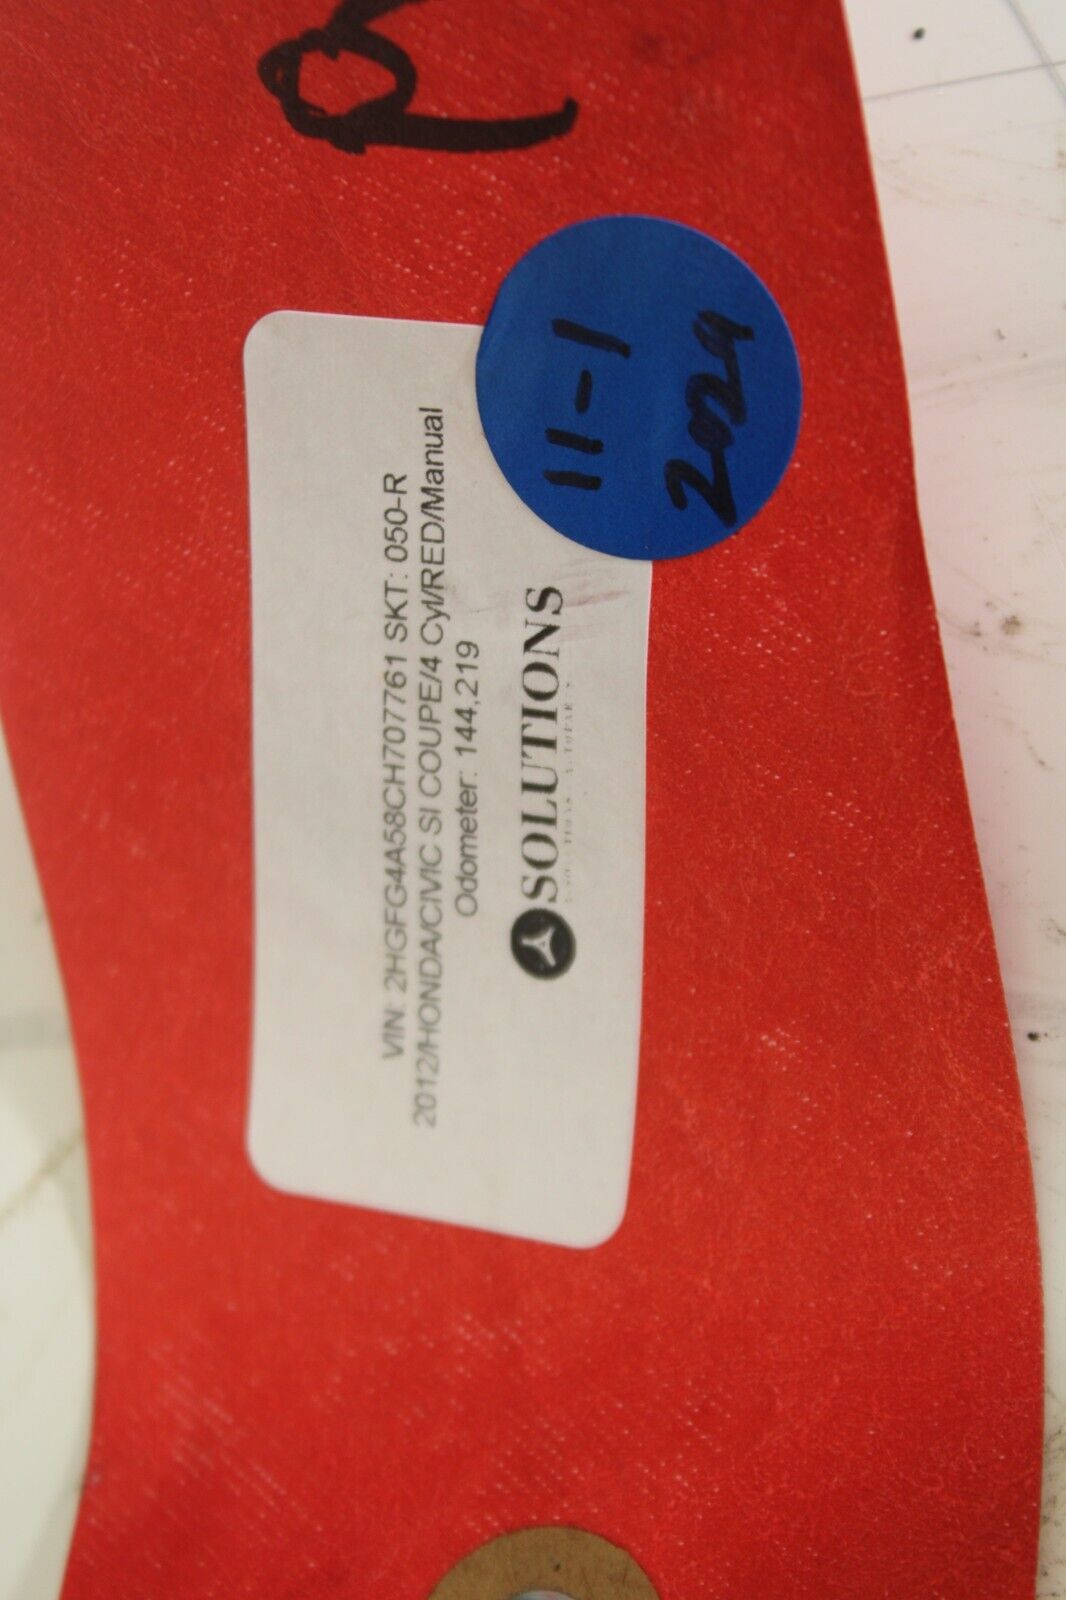 VIN: 2HGFG4A58CH707761 SKT: 050-R
2012/HONDA/CIVIC SI COUPE/4 Cyl/RED/Manual
Odometer: 144,219
SOLUTIONS
11-1
2024